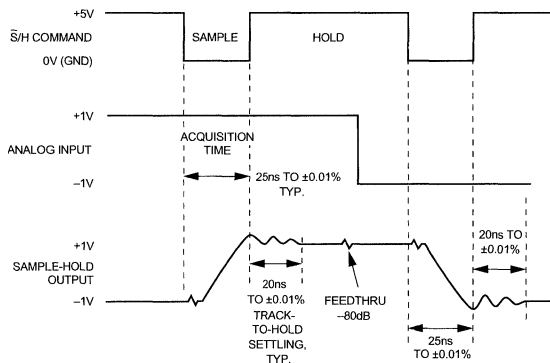 +5V
S̄/H COMMAND
SAMPLE
HOLD
0V (GND)
+1V
ANALOG INPUT
ACQUISITION
TIME
25ns TO ±0.01%
TYP.
–1V
+1V
SAMPLE-HOLD
OUTPUT
–1V
20ns
TO ±0.01%
TRACK-
TO-HOLD
SETTLING,
TYP.
FEEDTHRU
--80dB
20ns TO
±0.01%
25ns
TO ±0.01%